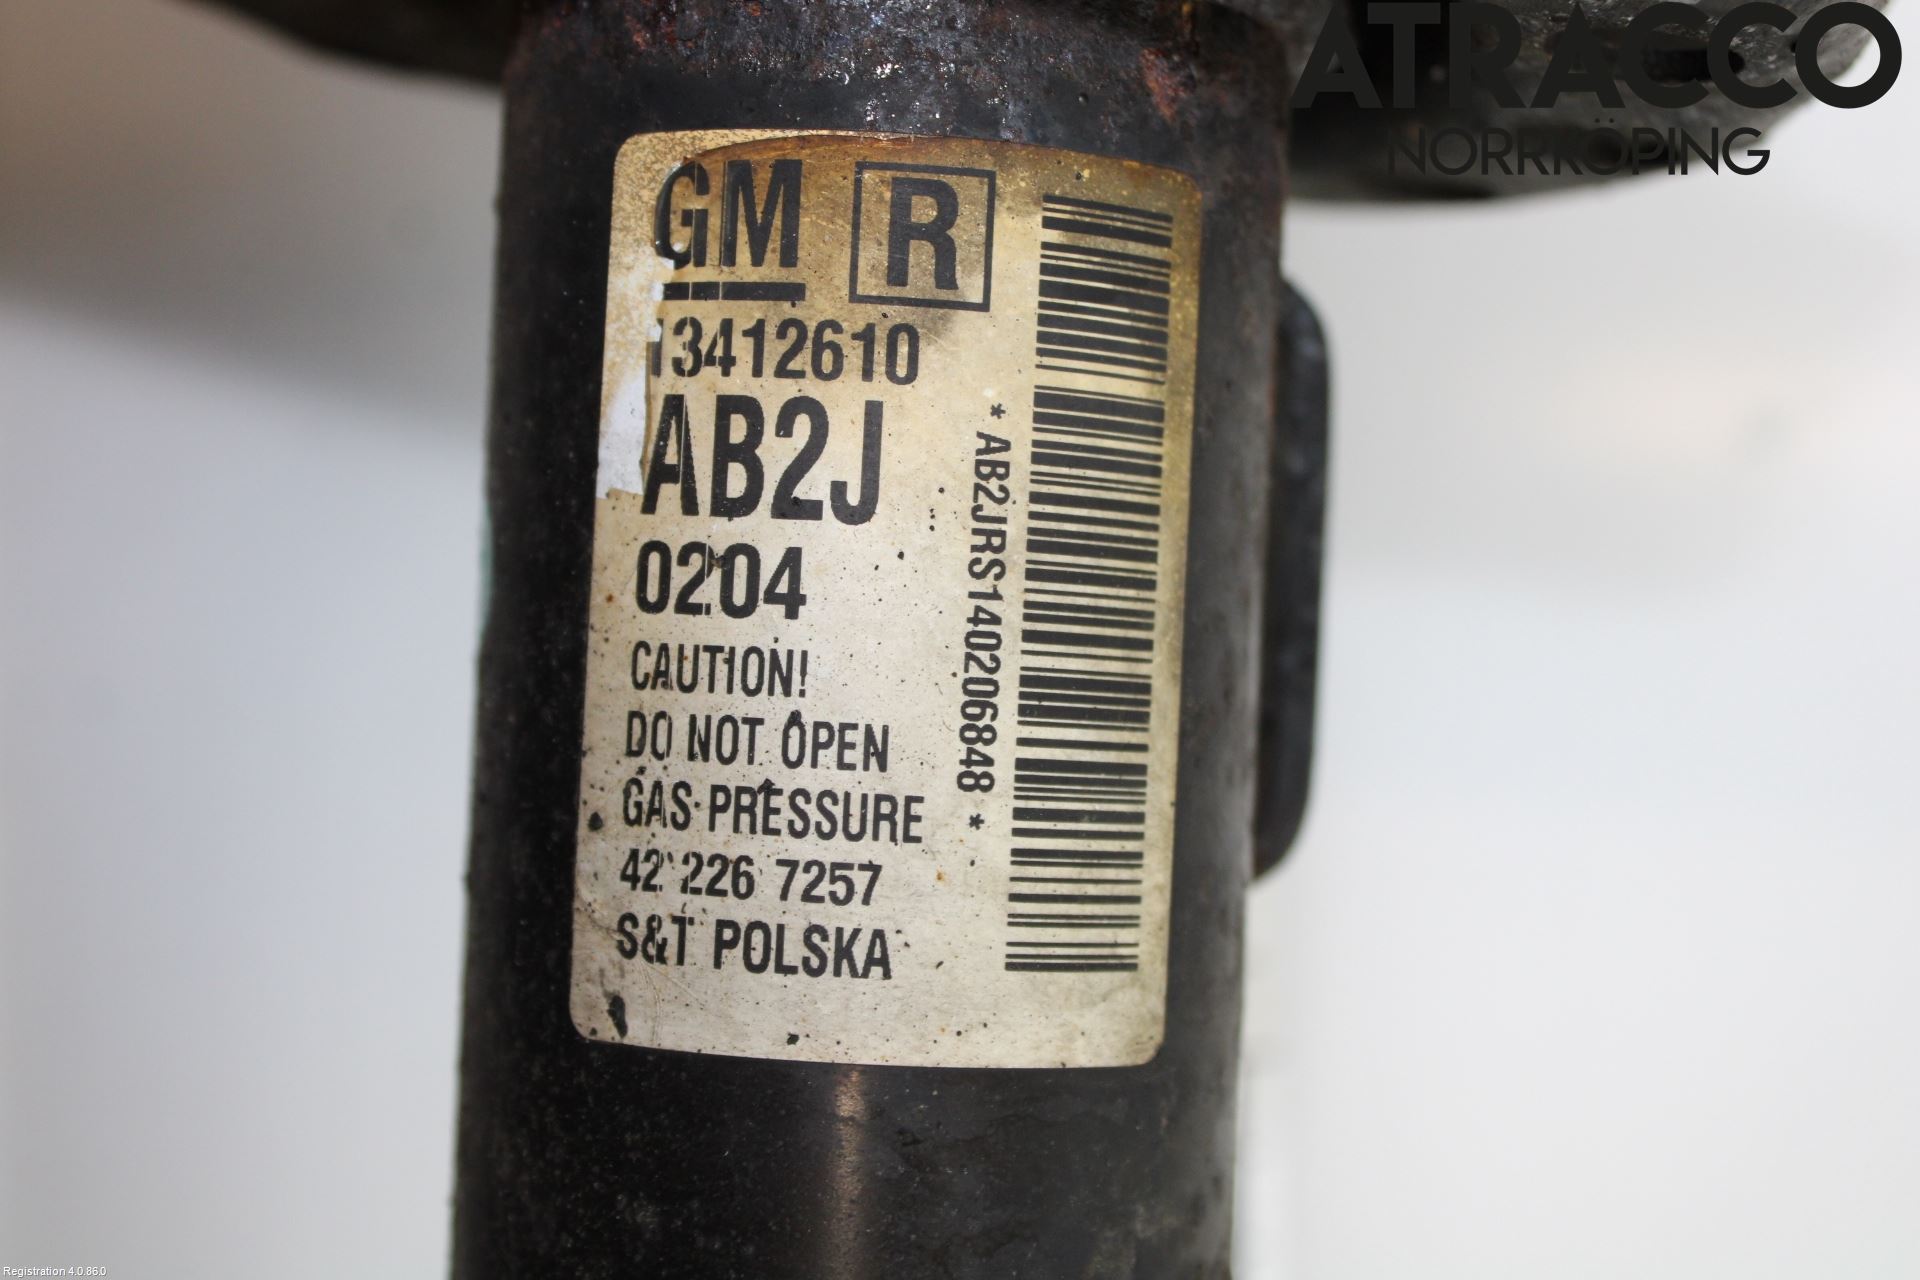 ATRACCO
NORRKÖPING
GM R
13412610
AB2J
0204
CAUTION!
DO NOT OPEN
GAS PRESSURE
42 226 7257
S&T POLSKA
* AB2JRS140206848 *
Registration 4.0.86.0